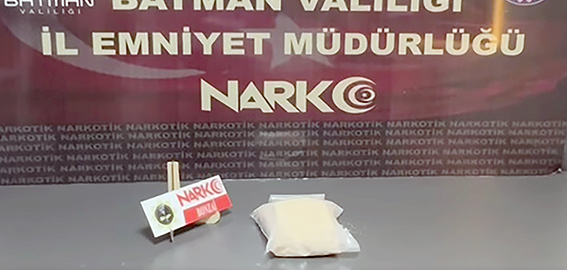 BATMAN
VALİLİĞİ
BATMAN VALİLİĞİ
İL EMNİYET MÜDÜRLÜĞÜ
NARKO
NARKOTİK NARKOTİK NARKOTİK NARKOTİK NARKOTİK NARKOTİK NARKOTİK NARKOTİK
NARKO
BONZAİ